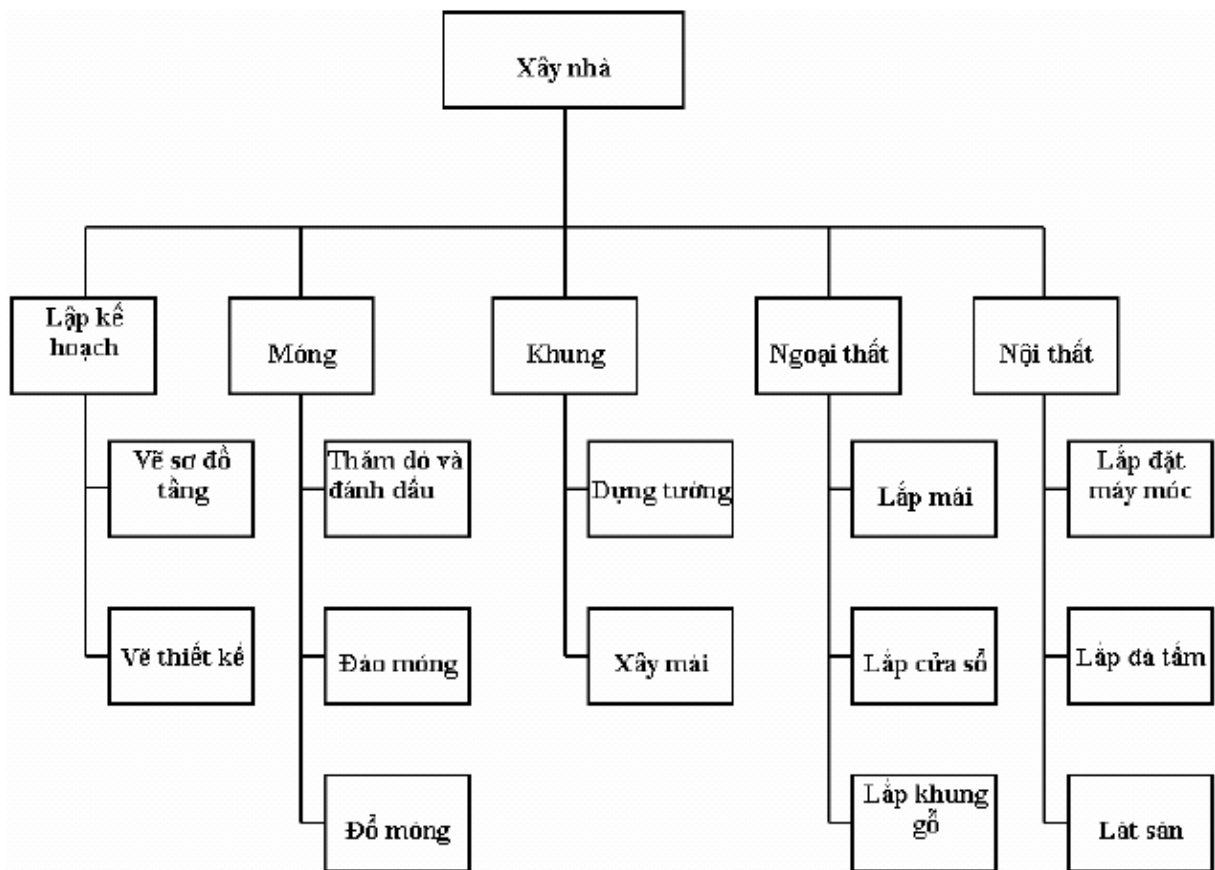 Xây nhà
Lập kế
hoạch
Móng
Khung
Ngoại thất
Nội thất
Vẽ sơ đồ
tầng
Thăm dò và
đánh dấu
Dựng tường
Lắp mái
Lắp đặt
máy móc
Vẽ thiết kế
Đào móng
Xây mái
Lắp cửa sổ
Lắp đá tấm
Đổ móng
Lắp khung
gỗ
Lát sàn